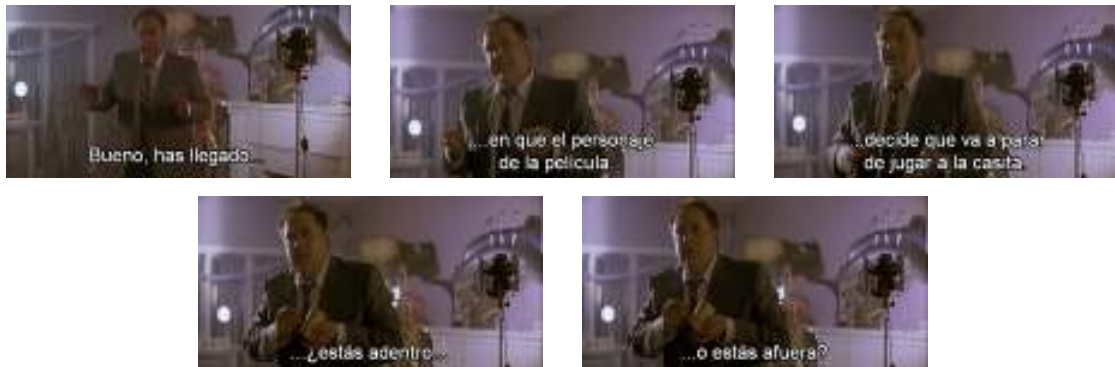 Bueno, has llegado.
...en que el personaje
de la película...
...decide que va a parar
de jugar a la casita.
...¿estás adentro...
...o estás afuera?